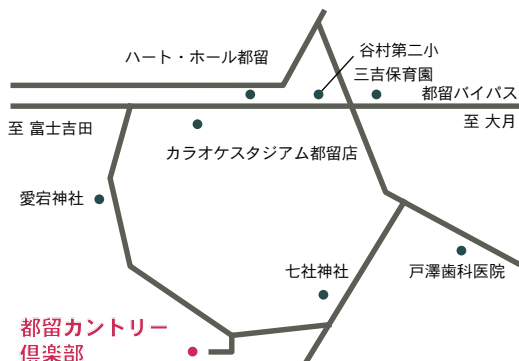 ハート・ホール都留
谷村第二小
三吉保育園
都留バイパス
至 富士吉田
至 大月
カラオケスタジアム都留店
愛宕神社
七社神社
戸澤歯科医院
都留カントリー
倶楽部